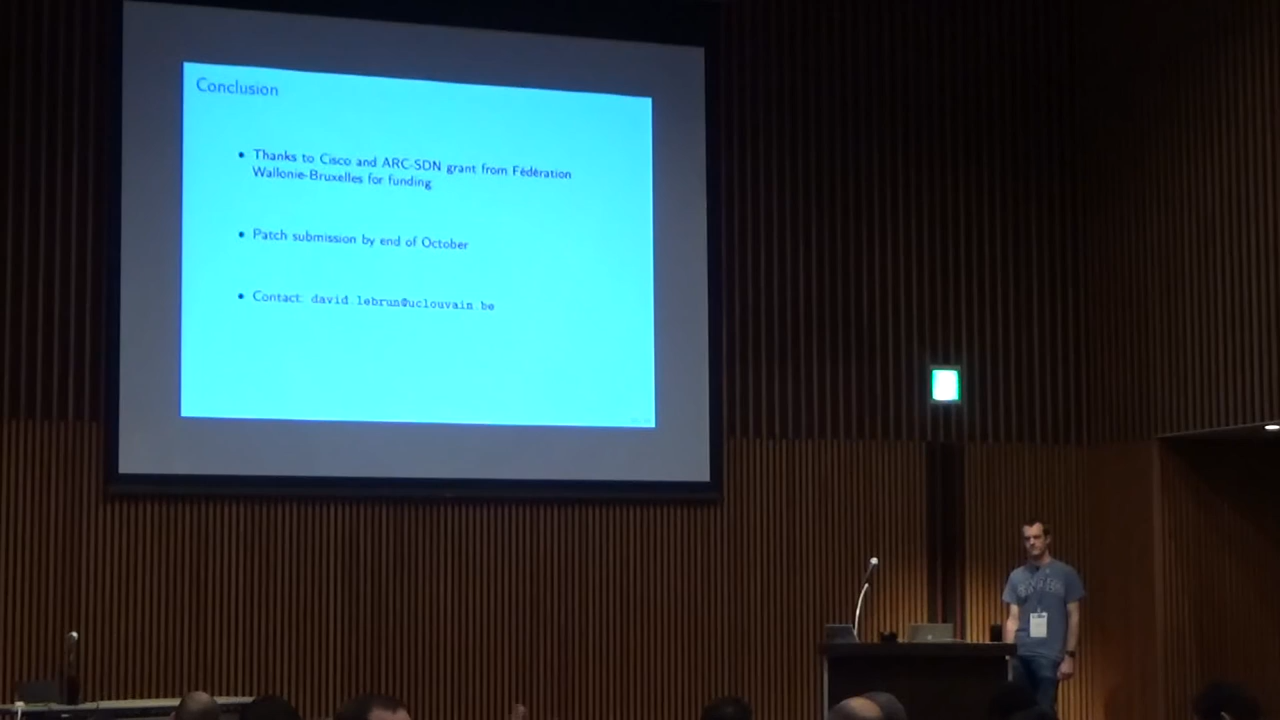 Conclusion
• Thanks to Cisco and ARC-SDN grant from Fédération
Wallonie-Bruxelles for funding
• Patch submission by end of October
• Contact: david.lebrun@uclouvain.be